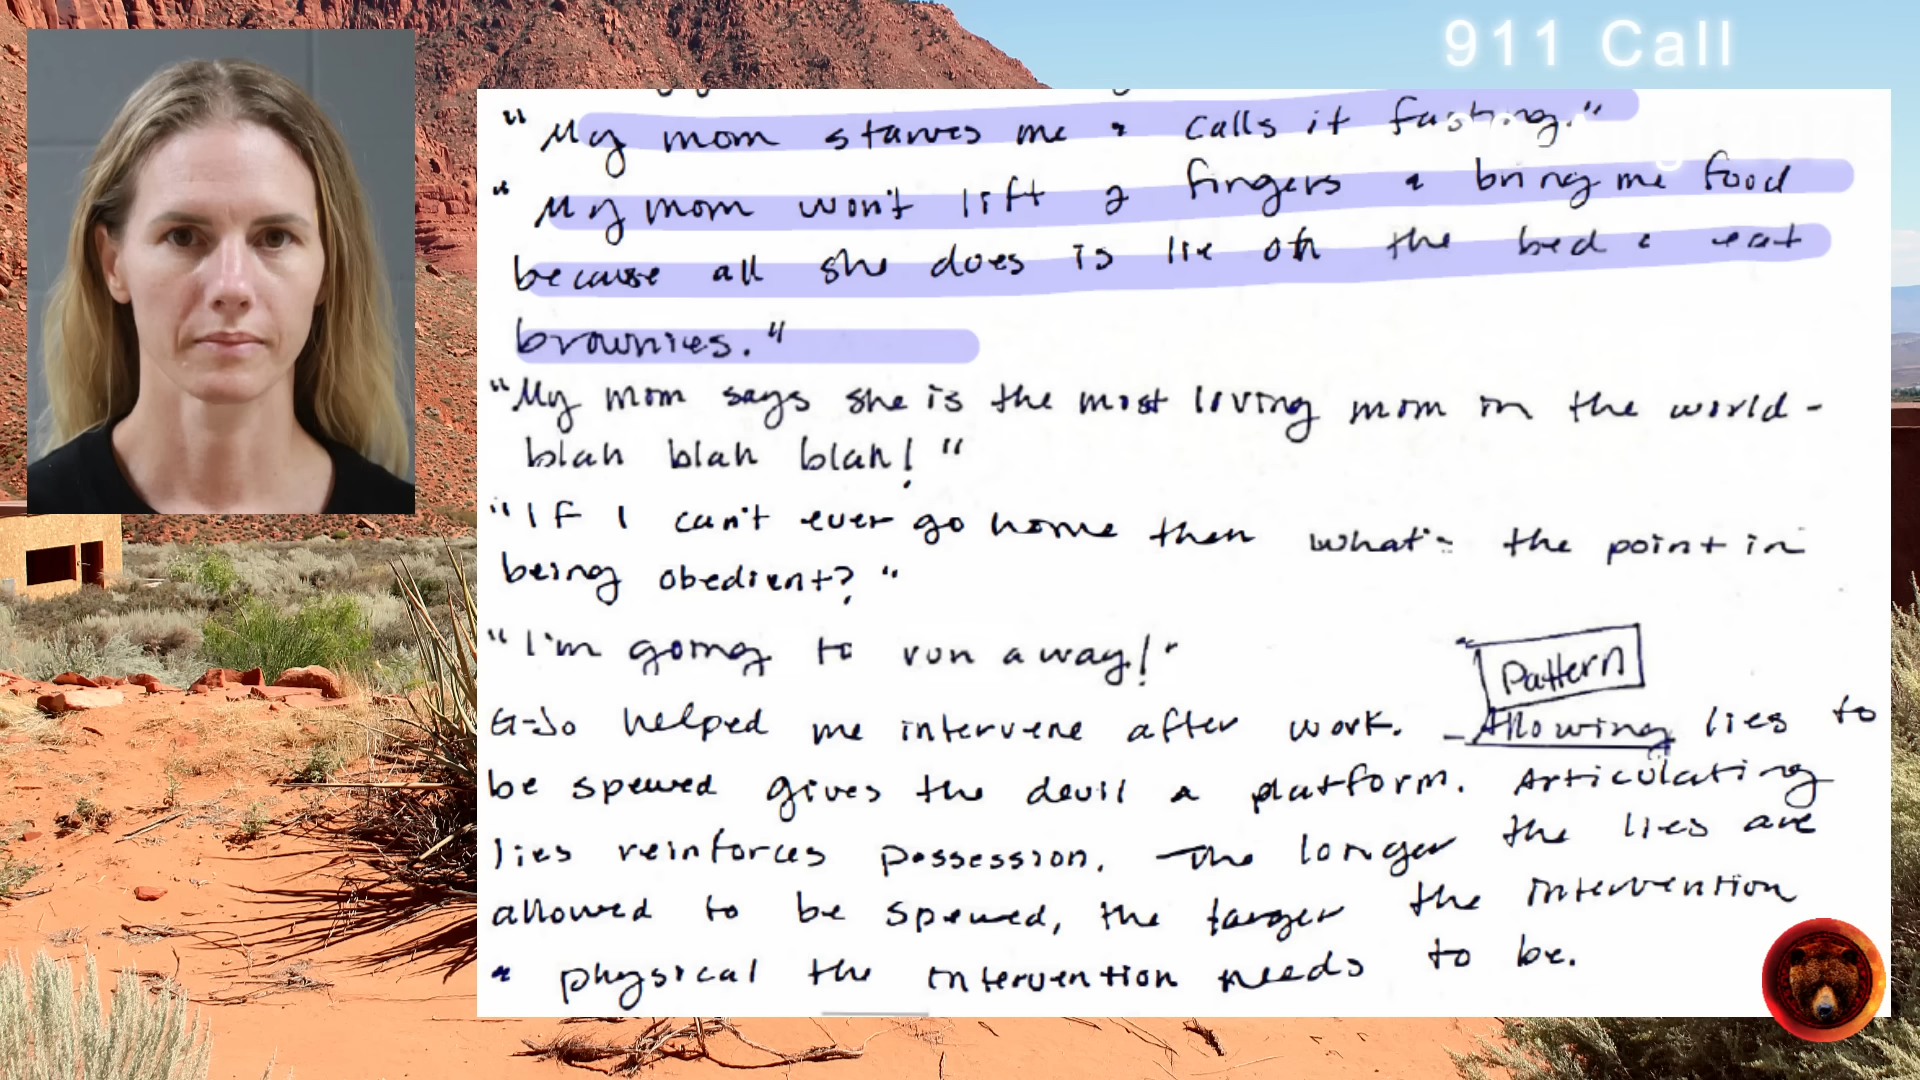 911 Call
"My mom starves me & calls it fasting."
"My mom won't lift 2 fingers & bring me food
because all she does is lie on the bed & eat
brownies."
"My mom says she is the most loving mom in the world -
blah blah blah!"
"If I can't ever go home then what's the point in
being obedient?"
"I'm going to run away!"
Pattern
G-Jo helped me intervene after work. - Allowing lies to
be spewed gives the devil a platform. Articulating
lies reinforces possession. The longer the lies are
allowed to be spewed, the larger the intervention
& physical the intervention needs to be.